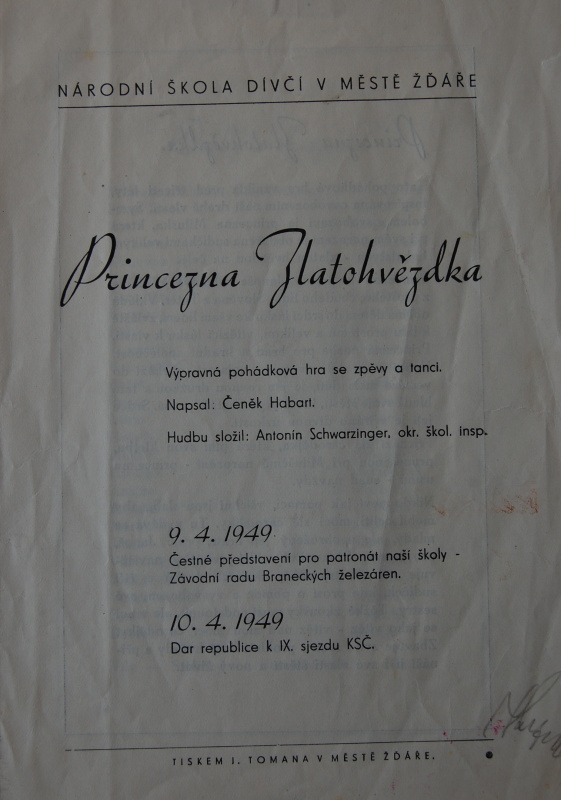 NÁRODNÍ ŠKOLA DÍVČÍ V MĚSTĚ ŽĎÁŘE
Princezna Zlatohvězdka
Výpravná pohádková hra se zpěvy a tanci.
Napsal: Čeněk Habart.
Hudbu složil: Antonín Schwarzinger, okr. škol. insp.
9. 4. 1949
Čestné představení pro patronát naší školy -
Závodní radu Braneckých železáren.
10. 4. 1949
Dar republice k IX. sjezdu KSČ.
TISKEM I. TOMANA V MĚSTĚ ŽĎÁŘE.